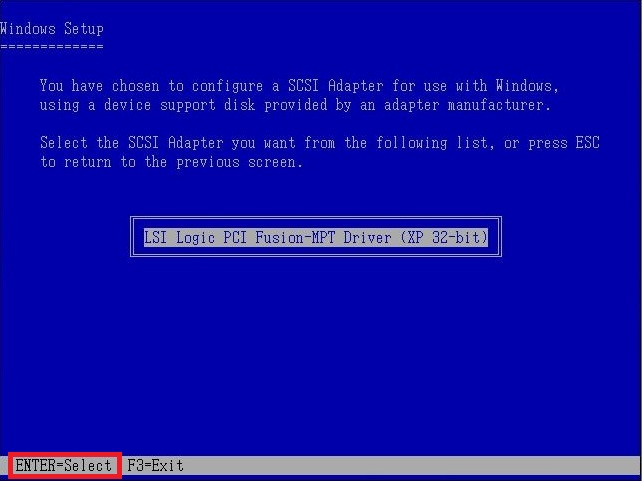 Windows Setup
=============
You have chosen to configure a SCSI Adapter for use with Windows,
using a device support disk provided by an adapter manufacturer.
Select the SCSI Adapter you want from the following list, or press ESC
to return to the previous screen.
LSI Logic PCI Fusion-MPT Driver (XP 32-bit)
ENTER=Select F3=Exit